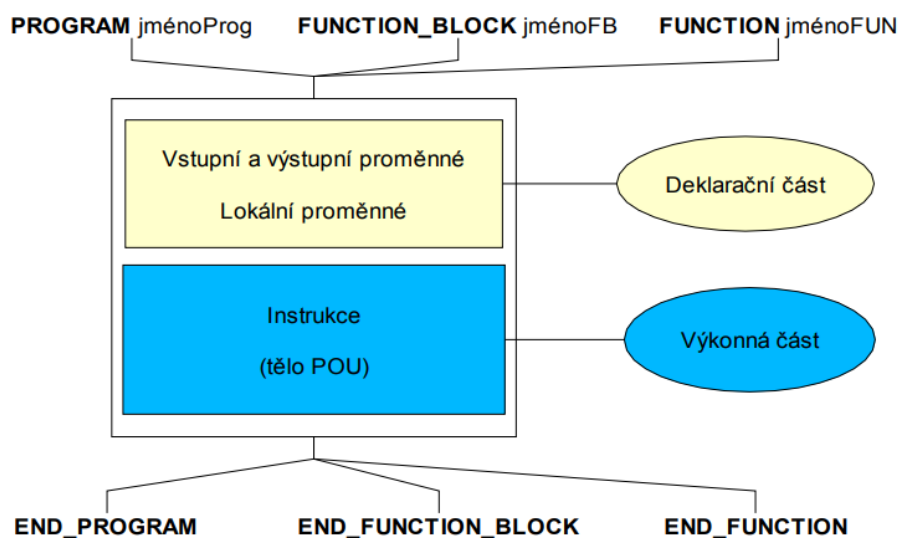 PROGRAM jménoProg FUNCTION_BLOCK jménoFB FUNCTION jménoFUN
Vstupní a výstupní proměnné
Lokální proměnné
Deklarační část
Instrukce
(tělo POU)
Výkonná část
END_PROGRAM END_FUNCTION_BLOCK END_FUNCTION